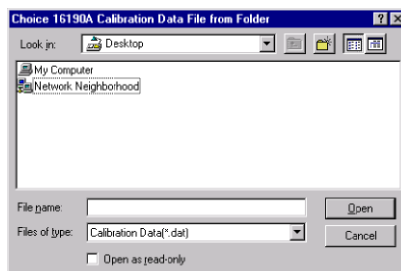 Choice 16190A Calibration Data File from Folder
Look in: Desktop
My Computer
Network Neighborhood
File name: Open
Files of type: Calibration Data(*.dat) Cancel
Open as read-only